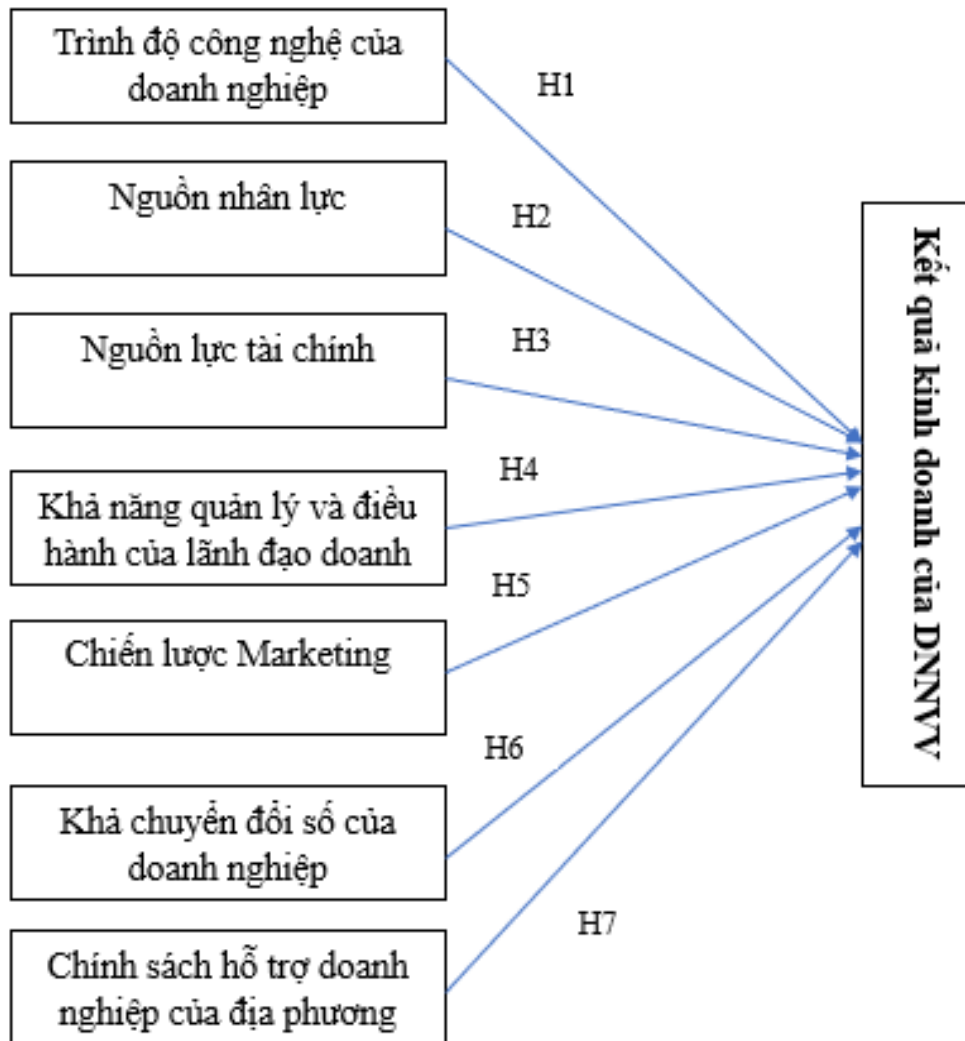 Trình độ công nghệ của
doanh nghiệp
H1
Nguồn nhân lực
H2
Nguồn lực tài chính
H3
Khả năng quản lý và điều
hành của lãnh đạo doanh
H4
Chiến lược Marketing
H5
Khả chuyển đổi số của
doanh nghiệp
H6
Chính sách hỗ trợ doanh
nghiệp của địa phương
H7
Kết quả kinh doanh của DNNVV